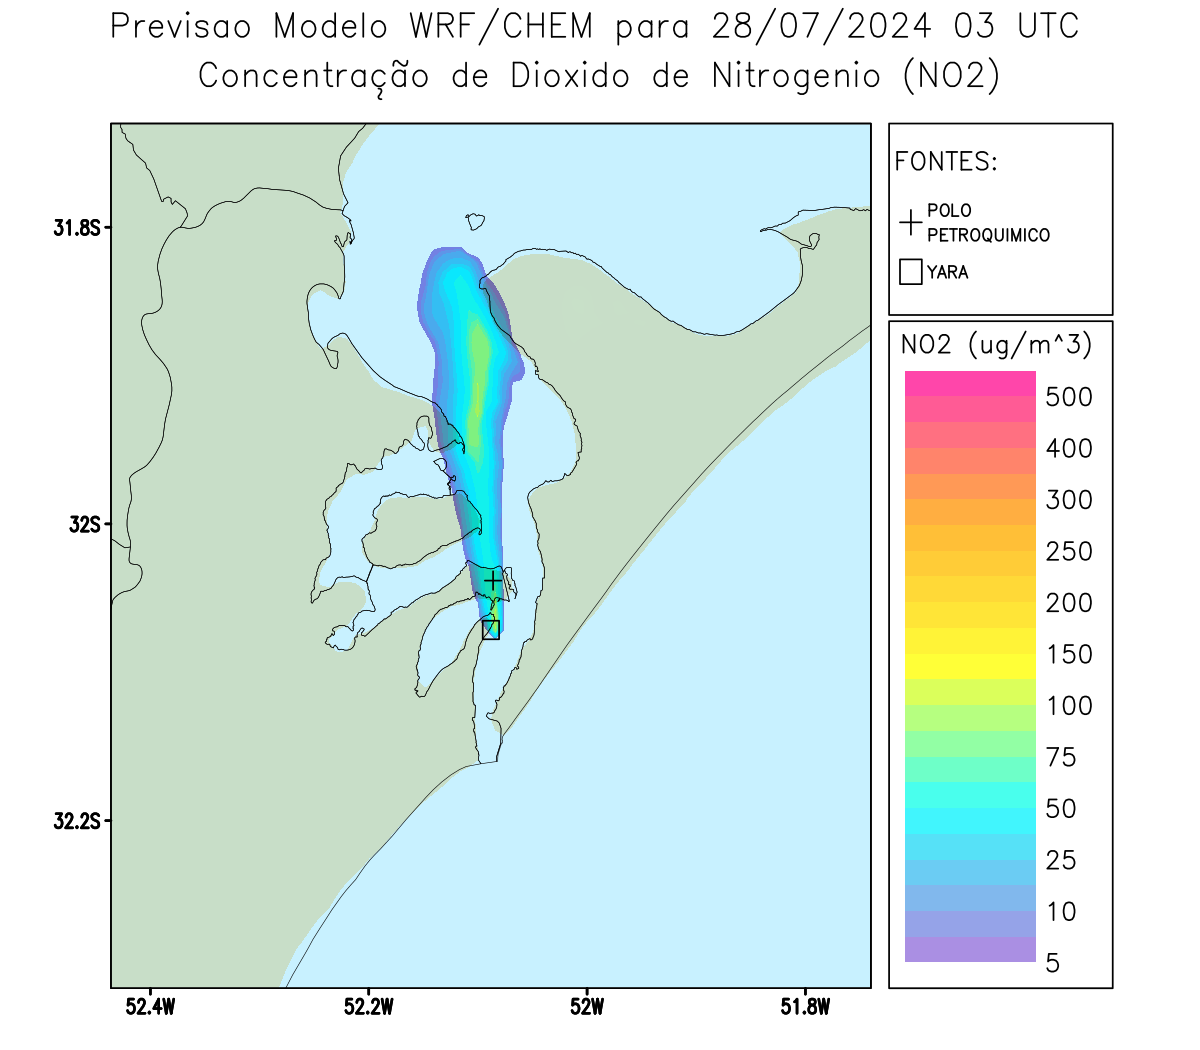 Previsao Modelo WRF/CHEM para 28/07/2024 03 UTC
Concentração de Dioxido de Nitrogenio (NO2)
FONTES:
POLO
PETROQUIMICO
YARA
NO2 (ug/m^3)
500
400
300
250
200
150
100
75
50
25
10
5
31.8S
32S
32.2S
52.4W
52.2W
52W
51.8W